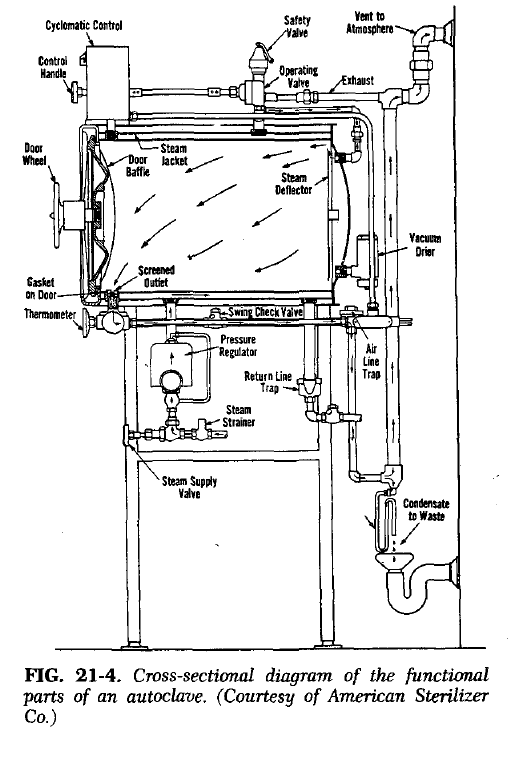 Cyclomatic Control
Safety
Valve
Vent to
Atmosphere
Control
Handle
Operating
Valve
Exhaust
Door
Wheel
Door
Baffle
Steam
Jacket
Steam
Deflector
Vacuum
Drier
Gasket
on Door
Screened
Outlet
Thermometer
Swing Check Valve
Pressure
Regulator
Air
Line
Trap
Return Line
Trap
Steam
Strainer
Steam Supply
Valve
Condensate
to Waste
FIG. 21-4. Cross-sectional diagram of the functional
parts of an autoclave. (Courtesy of American Sterilizer
Co.)